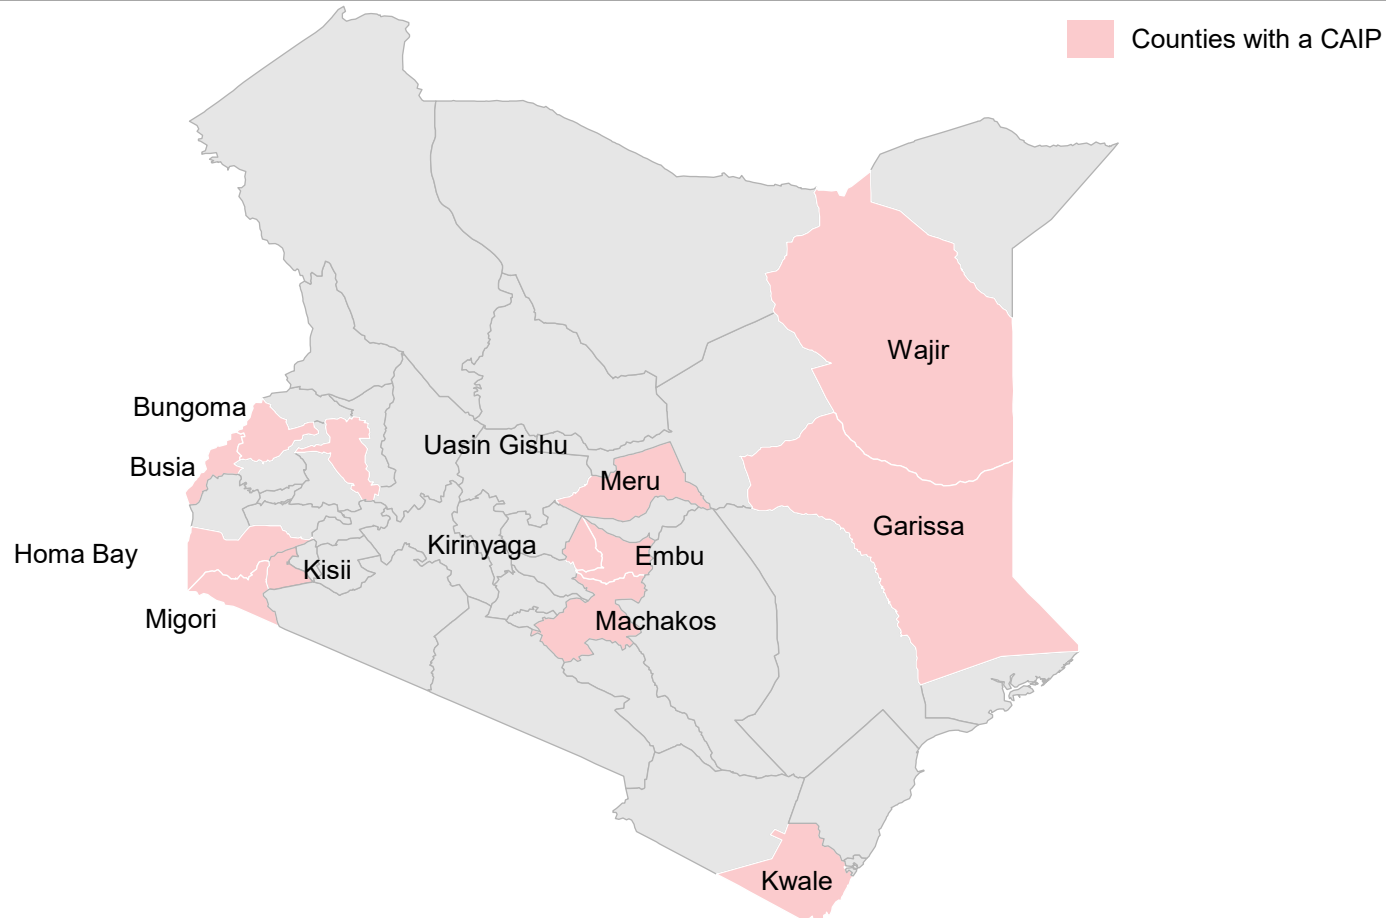 Counties with a CAIP
Wajir
Bungoma
Uasin Gishu
Busia
Meru
Garissa
Kirinyaga
Homa Bay
Embu
Kisii
Migori
Machakos
Kwale